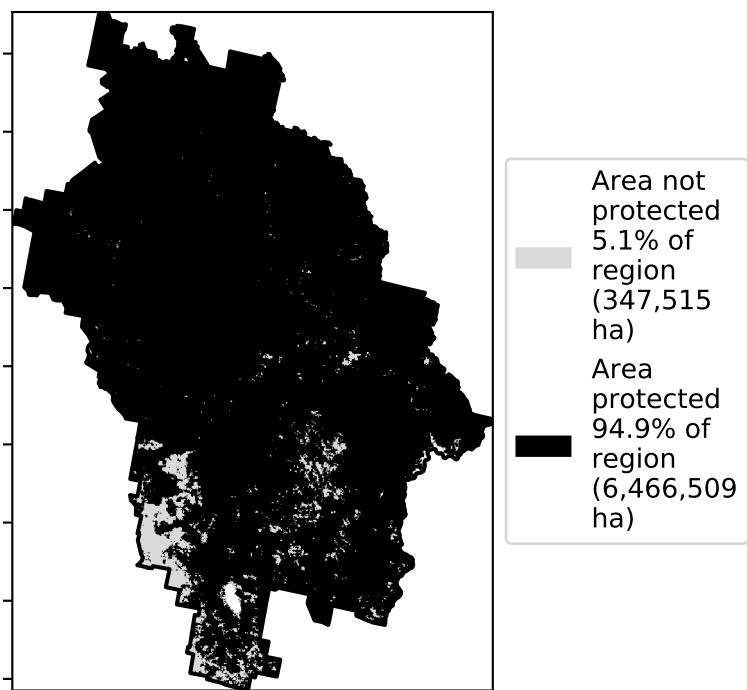 Area not
protected
5.1% of
region
(347,515
ha)
Area
protected
94.9% of
region
(6,466,509
ha)